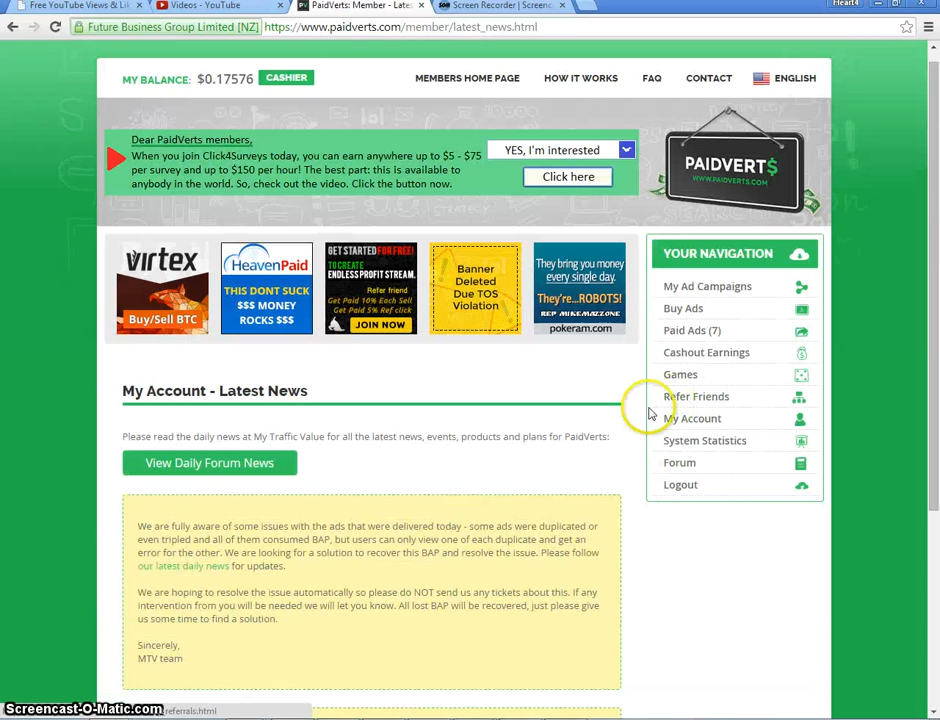 Free YouTube Views & Lik
Videos - YouTube
PaidVerts: Member - Lates
Screen Recorder | Screenc
Heart4
Future Business Group Limited [NZ] https://www.paidverts.com/member/latest_news.html
MY BALANCE: $0.17576 CASHIER
MEMBERS HOME PAGE HOW IT WORKS FAQ CONTACT ENGLISH
Dear PaidVerts members,
When you join Click4Surveys today, you can earn anywhere up to $5 - $75
per survey and up to $150 per hour! The best part: this is available to
anybody in the world. So, check out the video. Click the button now.
YES, I'm interested
Click here
PAIDVERT$
WWW.PAIDVERTS.COM
virtex
Buy/Sell BTC
HeavenPaid
THIS DONT SUCK
$$$ MONEY
ROCKS $$$
GET STARTED FOR FREE!
TO CREATE
ENDLESS PROFIT STREAM.
Refer friend
Get Paid 10% Each Sell
Get Paid 5% Ref click
JOIN NOW
Banner
Deleted
Due TOS
Violation
They bring you money
every single day.
They're...ROBOTS!
REP MIKEMAZZONE
pokeram.com
YOUR NAVIGATION
My Ad Campaigns
Buy Ads
Paid Ads (7)
Cashout Earnings
Games
Refer Friends
My Account
System Statistics
Forum
Logout
My Account - Latest News
Please read the daily news at My Traffic Value for all the latest news, events, products and plans for PaidVerts:
View Daily Forum News
We are fully aware of some issues with the ads that were delivered today - some ads were duplicated or
even tripled and all of them consumed BAP, but users can only view one of each duplicate and get an
error for the other. We are looking for a solution to recover this BAP and resolve the issue. Please follow
our latest daily news for updates.
We are hoping to resolve the issue automatically so please do NOT send us any tickets about this. If any
intervention from you will be needed we will let you know. All lost BAP will be recovered, just please give
us some time to find a solution.
Sincerely,
MTV team
Screencast-O-Matic.com
referrals.html